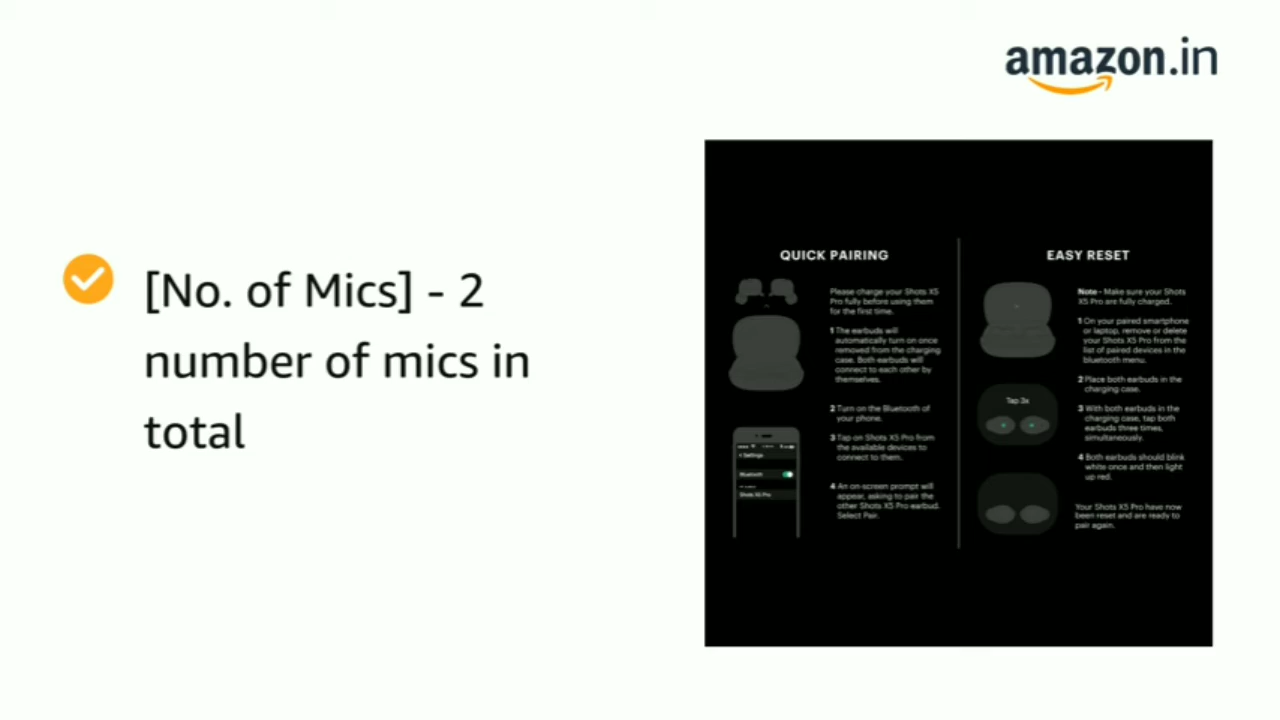 amazon.in
[No. of Mics] - 2
number of mics in
total
QUICK PAIRING
Please charge your Shots X5
Pro fully before using them
for the first time.
1 The earbuds will
automatically turn on once
removed from the charging
case. Both earbuds will
connect to each other by
themselves.
2 Turn on the Bluetooth of
your phone.
3 Tap on Shots X5 Pro from
the available devices to
connect to them.
4 An on-screen prompt will
appear, asking to pair the
other Shots X5 Pro earbud.
Select Pair.
< Settings
Bluetooth
Shots X5 Pro
EASY RESET
Note - Make sure your Shots
X5 Pro are fully charged.
1 On your paired smartphone
or laptop, remove or delete
your Shots X5 Pro from the
list of paired devices in the
bluetooth menu.
2 Place both earbuds in the
charging case.
Tap 3x
3 With both earbuds in the
charging case, tap both
earbuds three times,
simultaneously.
4 Both earbuds should blink
white once and then light
up red.
Your Shots X5 Pro have now
been reset and are ready to
pair again.